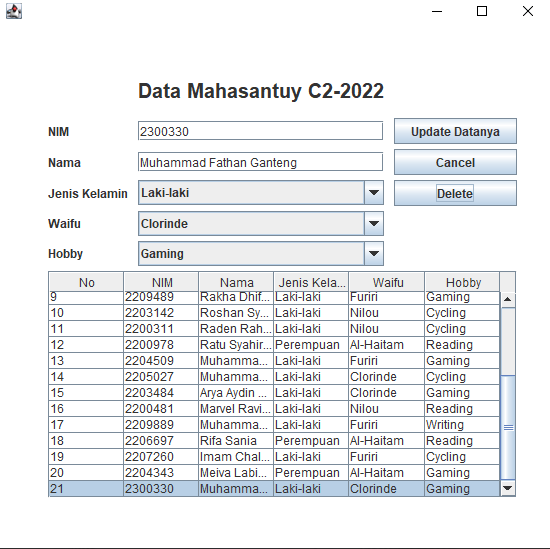 Data Mahasantuy C2-2022
NIM 2300330 Update Datanya
Nama Muhammad Fathan Ganteng Cancel
Jenis Kelamin Laki-laki Delete
Waifu Clorinde
Hobby Gaming
No NIM Nama Jenis Kela... Waifu Hobby
9 2209489 Rakha Dhif... Laki-laki Furiri Gaming
10 2203142 Roshan Sy... Laki-laki Nilou Cycling
11 2200311 Raden Rah... Laki-laki Nilou Cycling
12 2200978 Ratu Syahir... Perempuan Al-Haitam Reading
13 2204509 Muhamma... Laki-laki Furiri Gaming
14 2205027 Muhamma... Laki-laki Clorinde Cycling
15 2203484 Arya Aydin ... Laki-laki Clorinde Gaming
16 2200481 Marvel Ravi... Laki-laki Nilou Reading
17 2209889 Muhamma... Laki-laki Furiri Writing
18 2206697 Rifa Sania Perempuan Al-Haitam Reading
19 2207260 Imam Chal... Laki-laki Furiri Cycling
20 2204343 Meiva Labi... Perempuan Al-Haitam Gaming
21 2300330 Muhamma... Laki-laki Clorinde Gaming